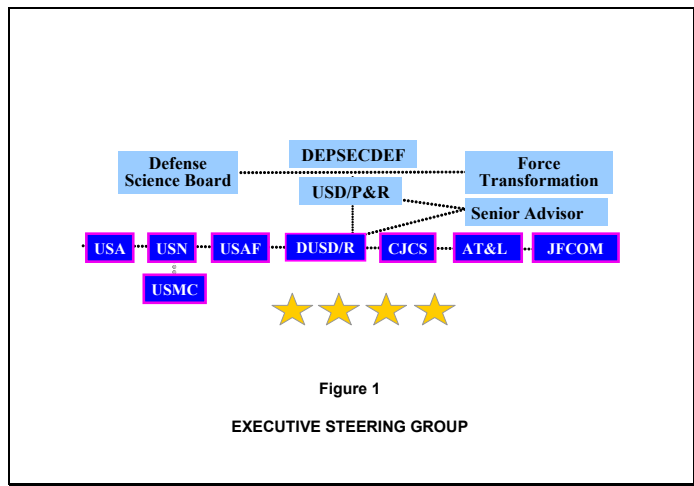 DEPSECDEF
Defense
Science Board
Force
Transformation
USD/P&R
Senior Advisor
USA
USN
USAF
DUSD/R
CJCS
AT&L
JFCOM
USMC
Figure 1
EXECUTIVE STEERING GROUP